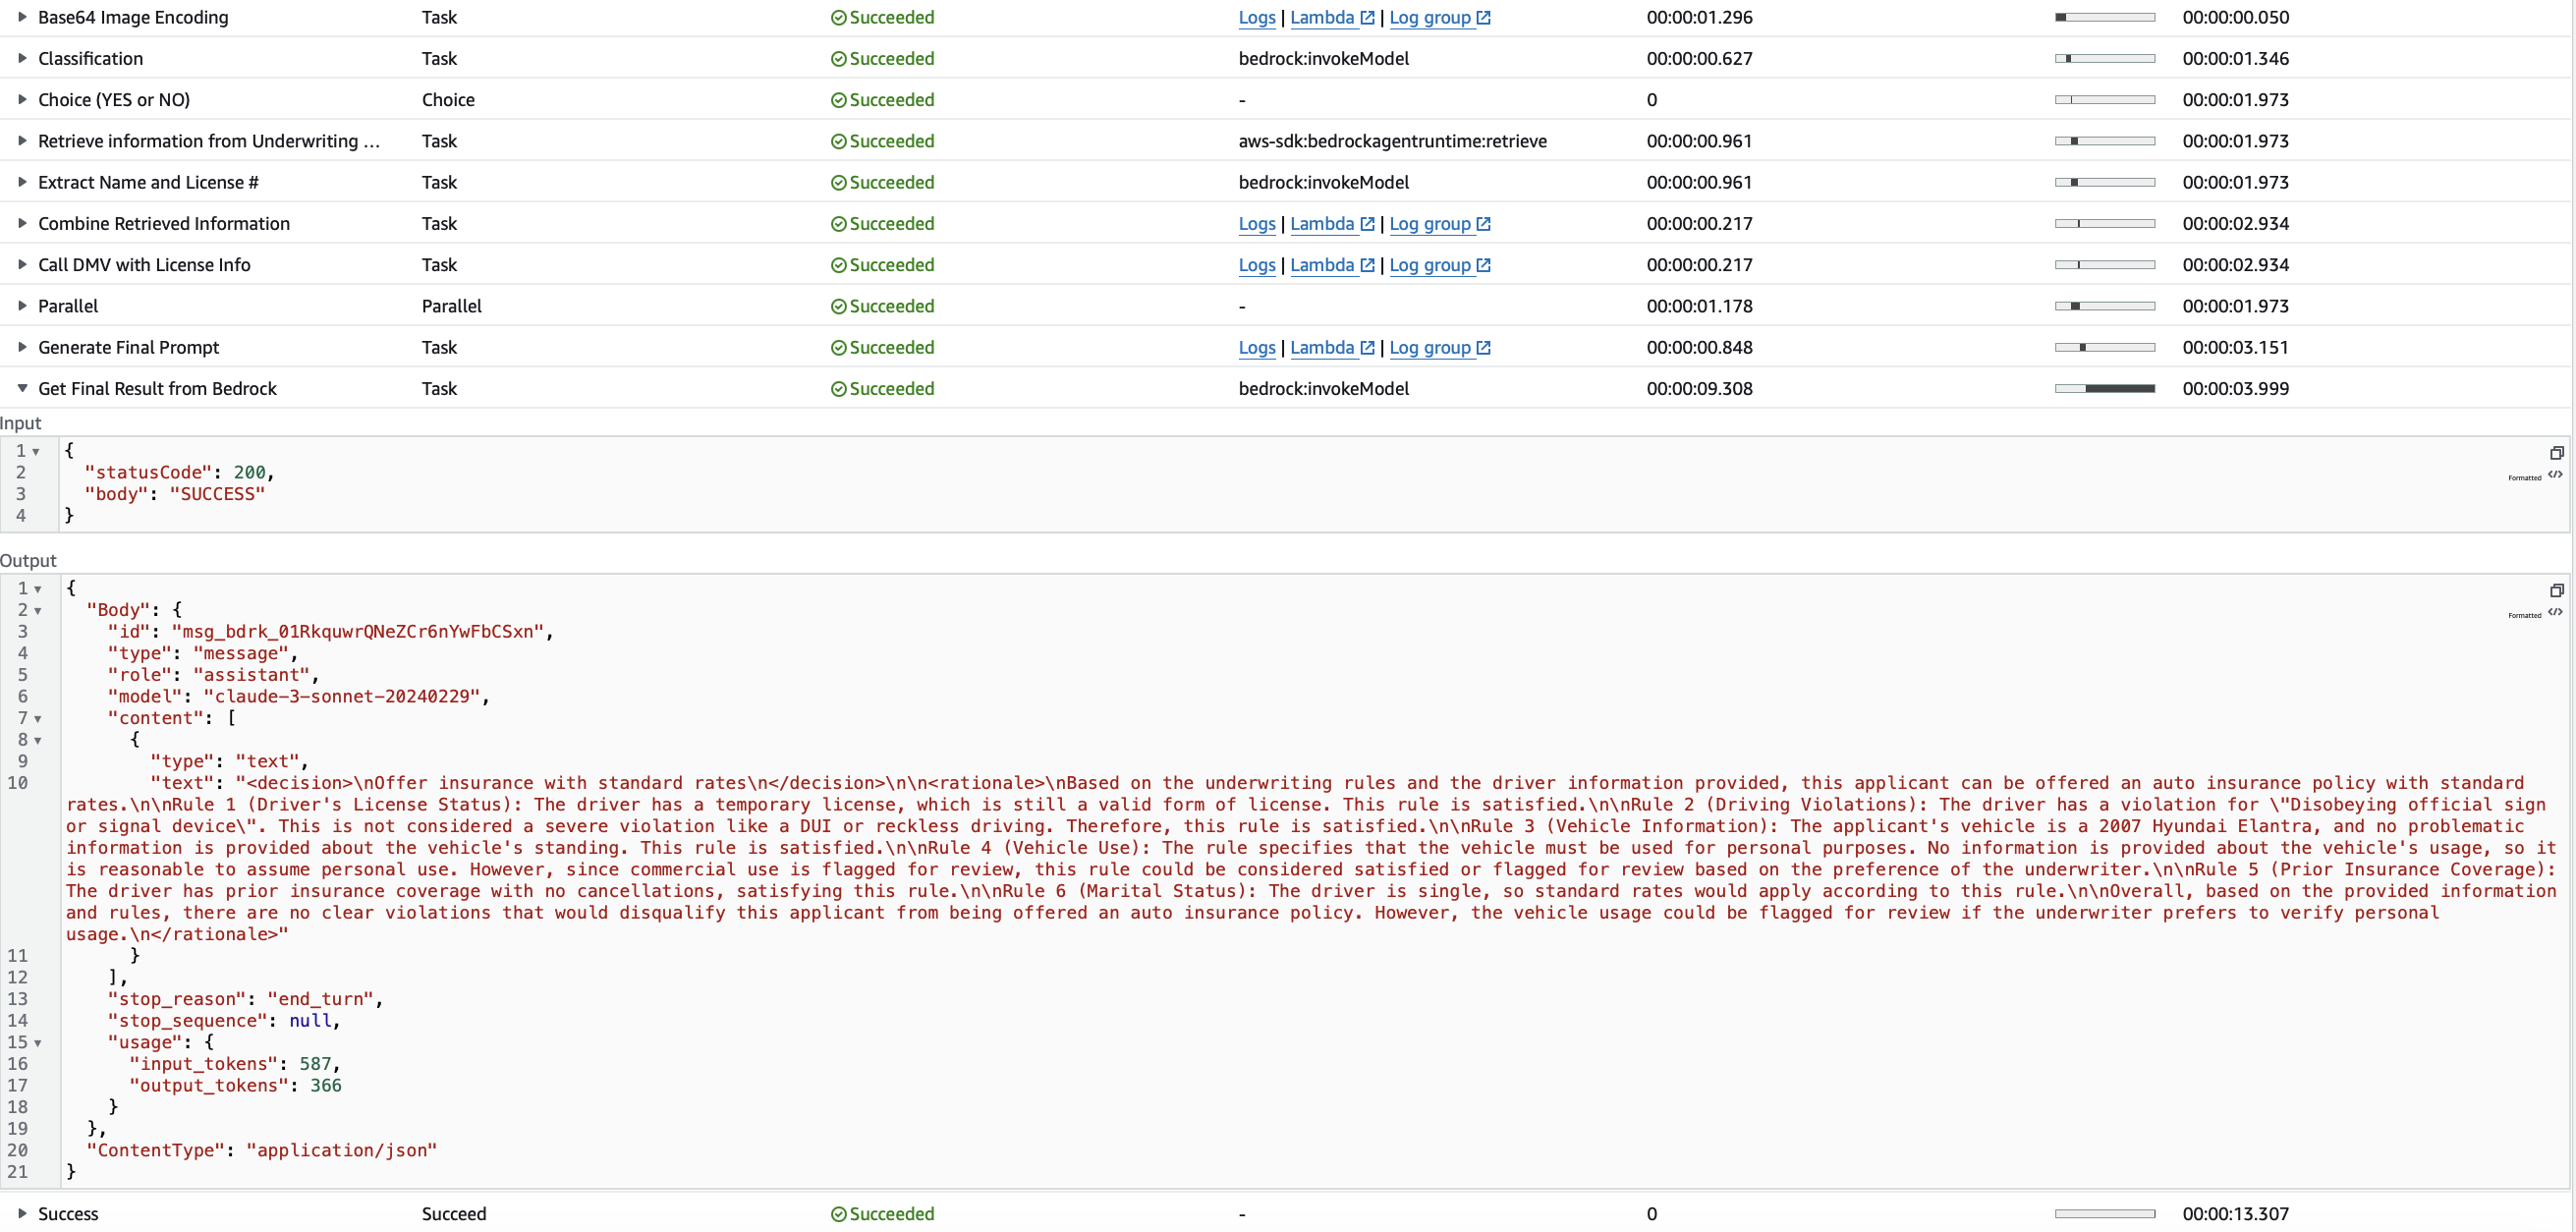 Base64 Image Encoding Task Succeeded Logs | Lambda | Log group 00:00:01.296 00:00:00.050
Classification Task Succeeded bedrock:invokeModel 00:00:00.627 00:00:01.346
Choice (YES or NO) Choice Succeeded - 0 00:00:01.973
Retrieve information from Underwriting ... Task Succeeded aws-sdk:bedrockagentruntime:retrieve 00:00:00.961 00:00:01.973
Extract Name and License # Task Succeeded bedrock:invokeModel 00:00:00.961 00:00:01.973
Combine Retrieved Information Task Succeeded Logs | Lambda | Log group 00:00:00.217 00:00:02.934
Call DMV with License Info Task Succeeded Logs | Lambda | Log group 00:00:00.217 00:00:02.934
Parallel Parallel Succeeded - 00:00:01.178 00:00:01.973
Generate Final Prompt Task Succeeded Logs | Lambda | Log group 00:00:00.848 00:00:03.151
Get Final Result from Bedrock Task Succeeded bedrock:invokeModel 00:00:09.308 00:00:03.999
Input
1 {
2 "statusCode": 200,
Formatted </>
3 "body": "SUCCESS"
4 }
Output
1 {
2 "Body": {
Formatted </>
3 "id": "msg_bdrk_01RkquwrQNeZCr6nYwFbCSxn",
4 "type": "message",
5 "role": "assistant",
6 "model": "claude-3-sonnet-20240229",
7 "content": [
8 {
9 "type": "text",
10 "text": "<decision>\nOffer insurance with standard rates\n</decision>\n\n<rationale>\nBased on the underwriting rules and the driver information provided, this applicant can be offered an auto insurance policy with standard
rates.\n\nRule 1 (Driver's License Status): The driver has a temporary license, which is still a valid form of license. This rule is satisfied.\n\nRule 2 (Driving Violations): The driver has a violation for \"Disobeying official sign
or signal device\". This is not considered a severe violation like a DUI or reckless driving. Therefore, this rule is satisfied.\n\nRule 3 (Vehicle Information): The applicant's vehicle is a 2007 Hyundai Elantra, and no problematic
information is provided about the vehicle's standing. This rule is satisfied.\n\nRule 4 (Vehicle Use): The rule specifies that the vehicle must be used for personal purposes. No information is provided about the vehicle's usage, so it
is reasonable to assume personal use. However, since commercial use is flagged for review, this rule could be considered satisfied or flagged for review based on the preference of the underwriter.\n\nRule 5 (Prior Insurance Coverage):
The driver has prior insurance coverage with no cancellations, satisfying this rule.\n\nRule 6 (Marital Status): The driver is single, so standard rates would apply according to this rule.\n\nOverall, based on the provided information
and rules, there are no clear violations that would disqualify this applicant from being offered an auto insurance policy. However, the vehicle usage could be flagged for review if the underwriter prefers to verify personal
usage.\n</rationale>"
11 }
12 ],
13 "stop_reason": "end_turn",
14 "stop_sequence": null,
15 "usage": {
16 "input_tokens": 587,
17 "output_tokens": 366
18 }
19 },
20 "ContentType": "application/json"
21 }
Success Succeed Succeeded - 0 00:00:13.307